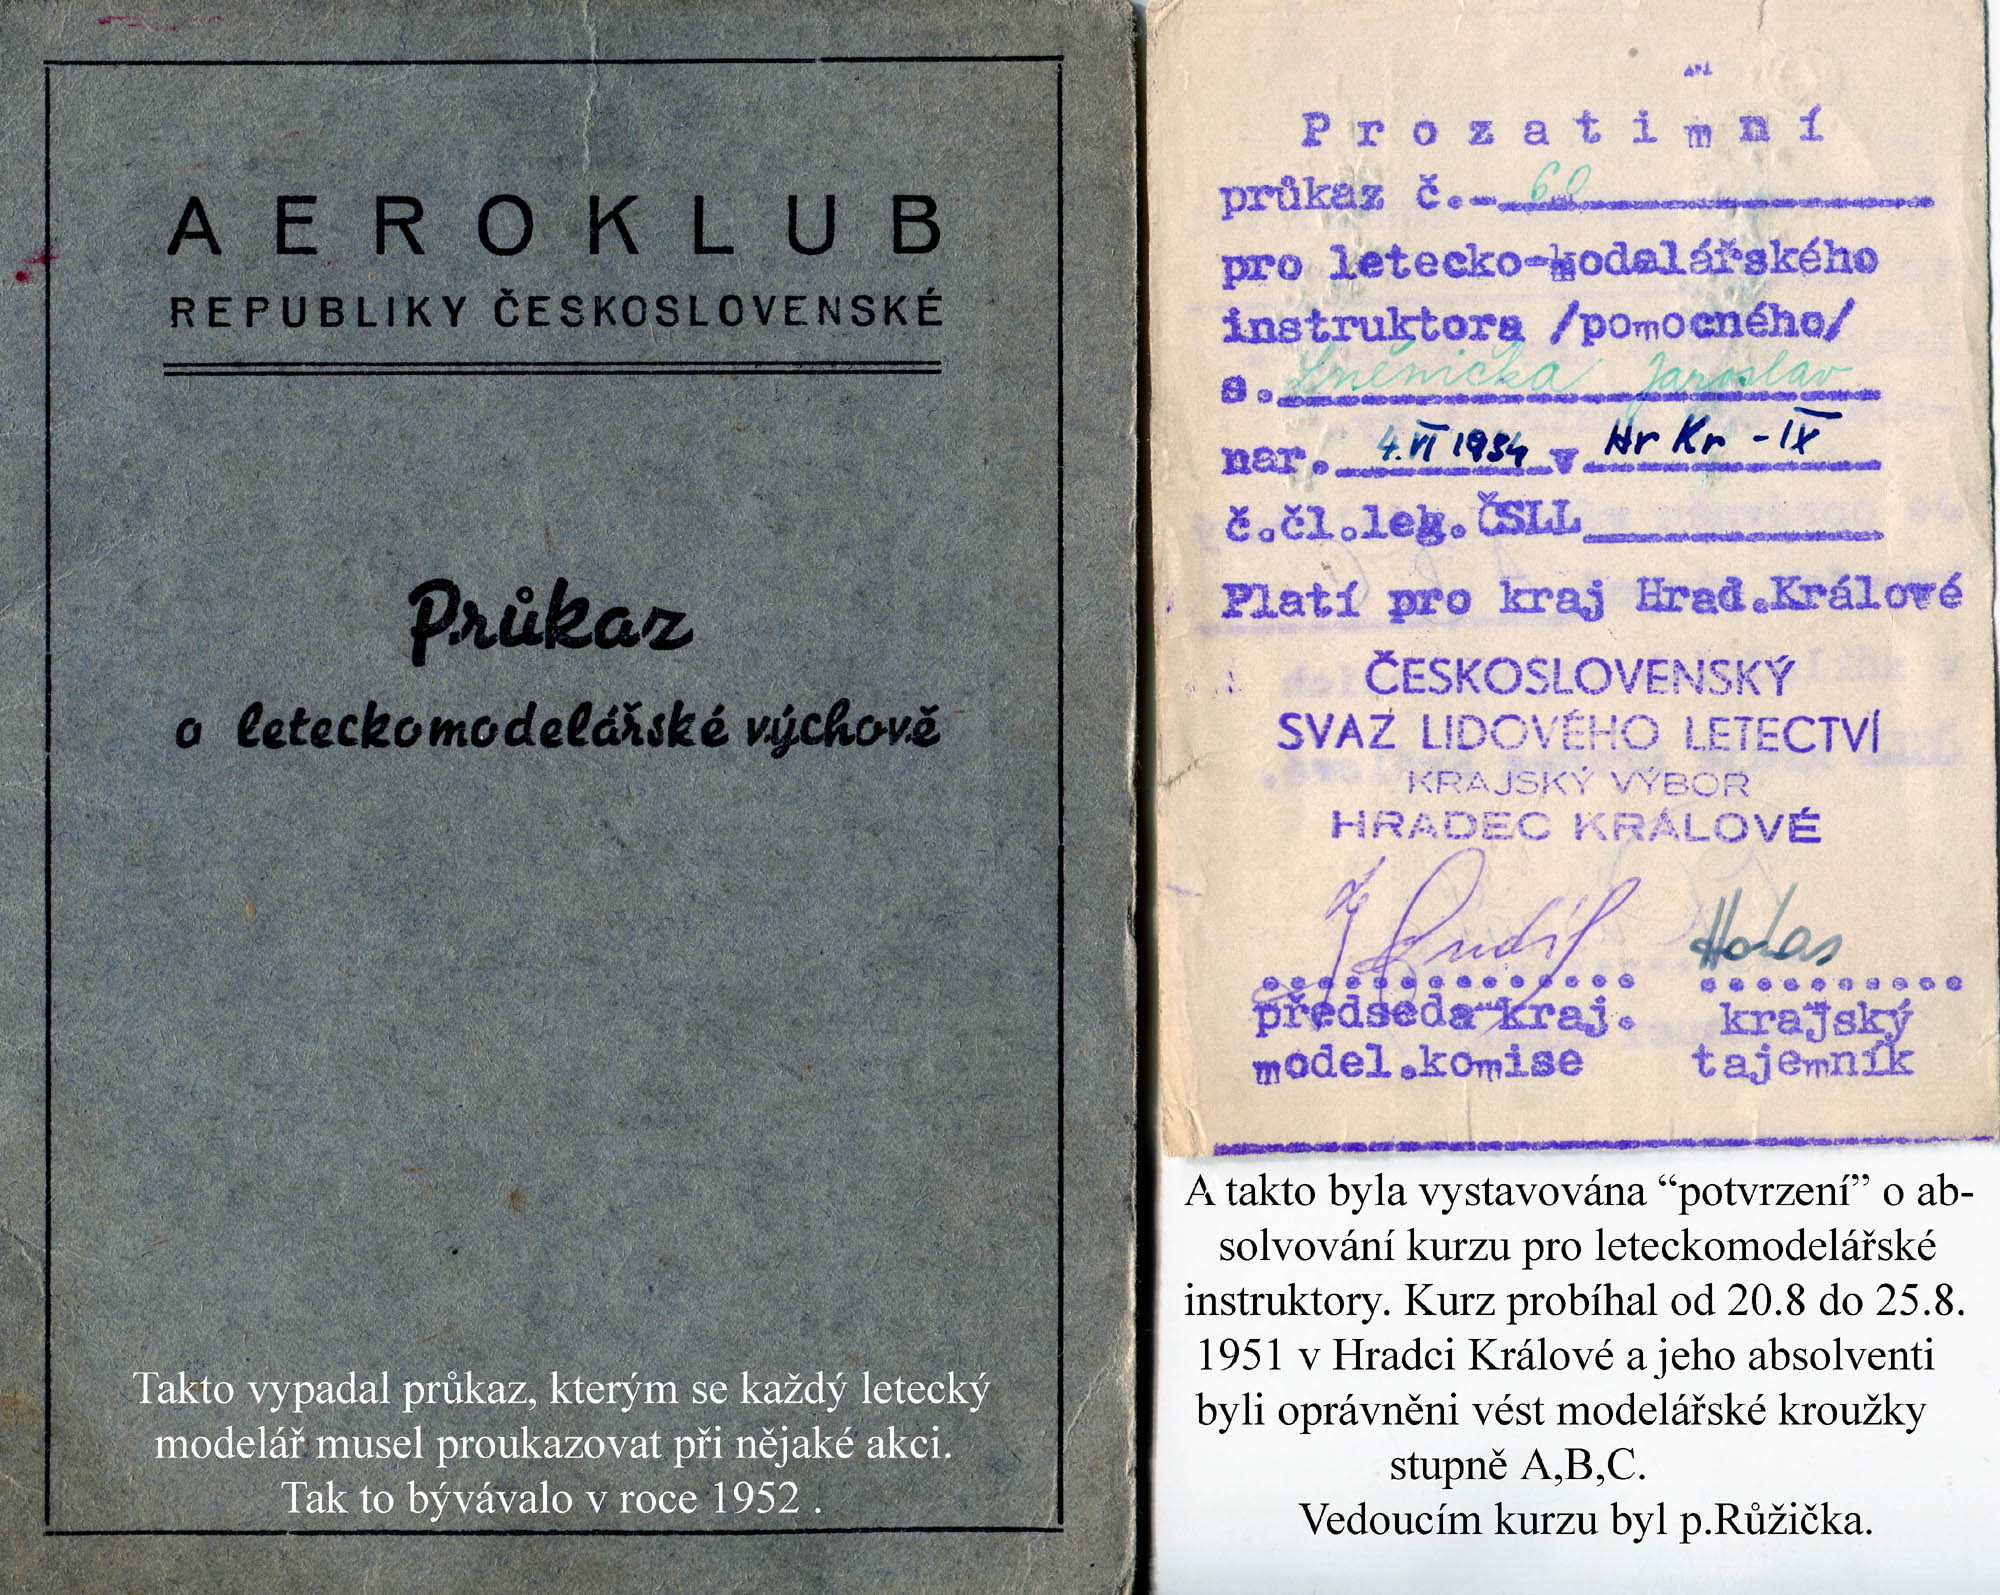 AEROKLUB
REPUBLIKY ČESKOSLOVENSKÉ
Průkaz
o leteckomodelářské výchově
Takto vypadal průkaz, kterým se každý letecký
modelář musel proukazovat při nějaké akci.
Tak to bývávalo v roce 1952 .
Prozatimní
průkaz č.- 60
pro letecko-modalářského
instruktora /pomocného/
s. Lněnička Jaroslav
nar. 4.VI 1934 v Hr Kr - IX
č.čl.leg.ČSLL
Platí pro kraj Hrad.Králové
ČESKOSLOVENSKÝ
SVAZ LIDOVÉHO LETECTVÍ
KRAJSKÝ VÝBOR
HRADEC KRÁLOVÉ
Holas
předseda kraj. krajský
model.komise tajemník
A takto byla vystavována “potvrzení” o ab-
solvování kurzu pro leteckomodelářské
instruktory. Kurz probíhal od 20.8 do 25.8.
1951 v Hradci Králové a jeho absolventi
byli oprávněni vést modelářské kroužky
stupně A,B,C.
Vedoucím kurzu byl p.Růžička.